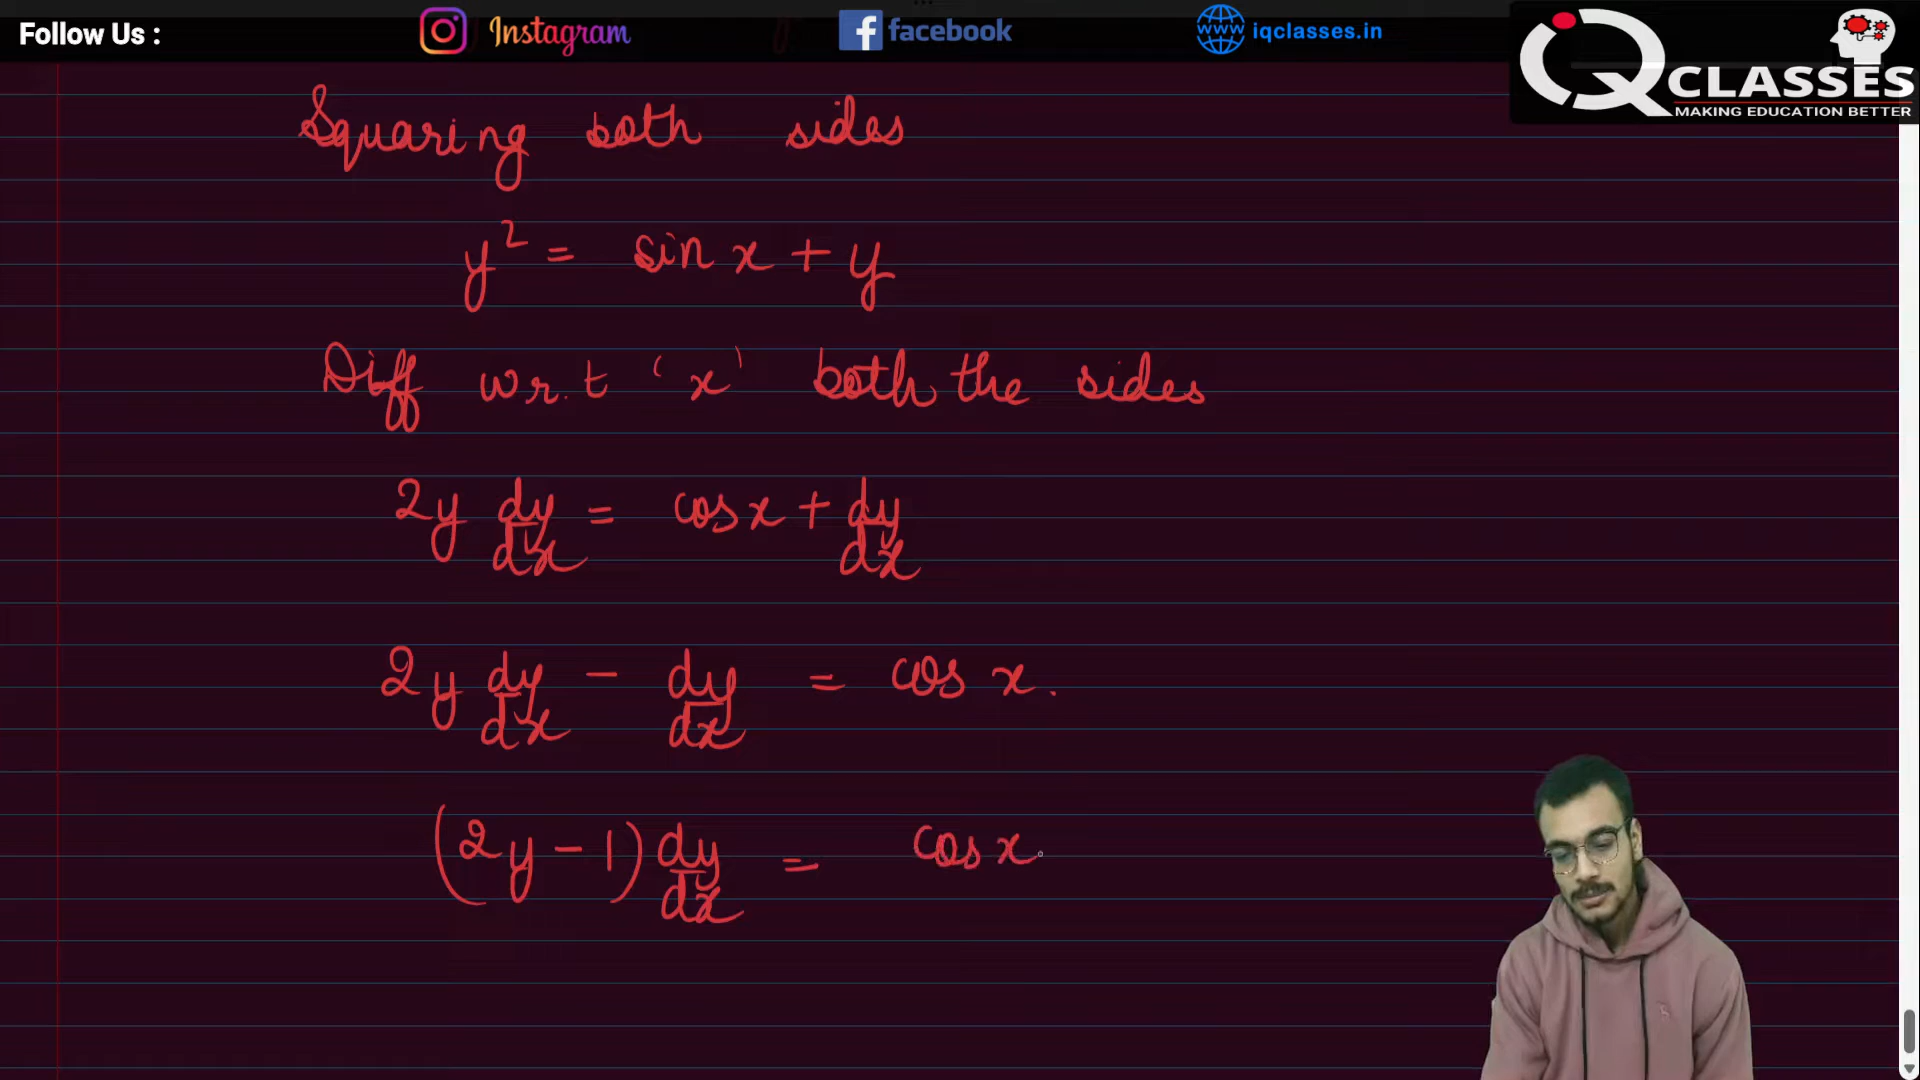 Follow Us : Instagram facebook iqclasses.in
IQ CLASSES
MAKING EDUCATION BETTER
Squaring both sides
y² = sin x + y
Diff w.r.t 'x' both the sides
2y dy/dx = cos x + dy/dx
2y dy/dx - dy/dx = cos x.
(2y - 1) dy/dx = cos x